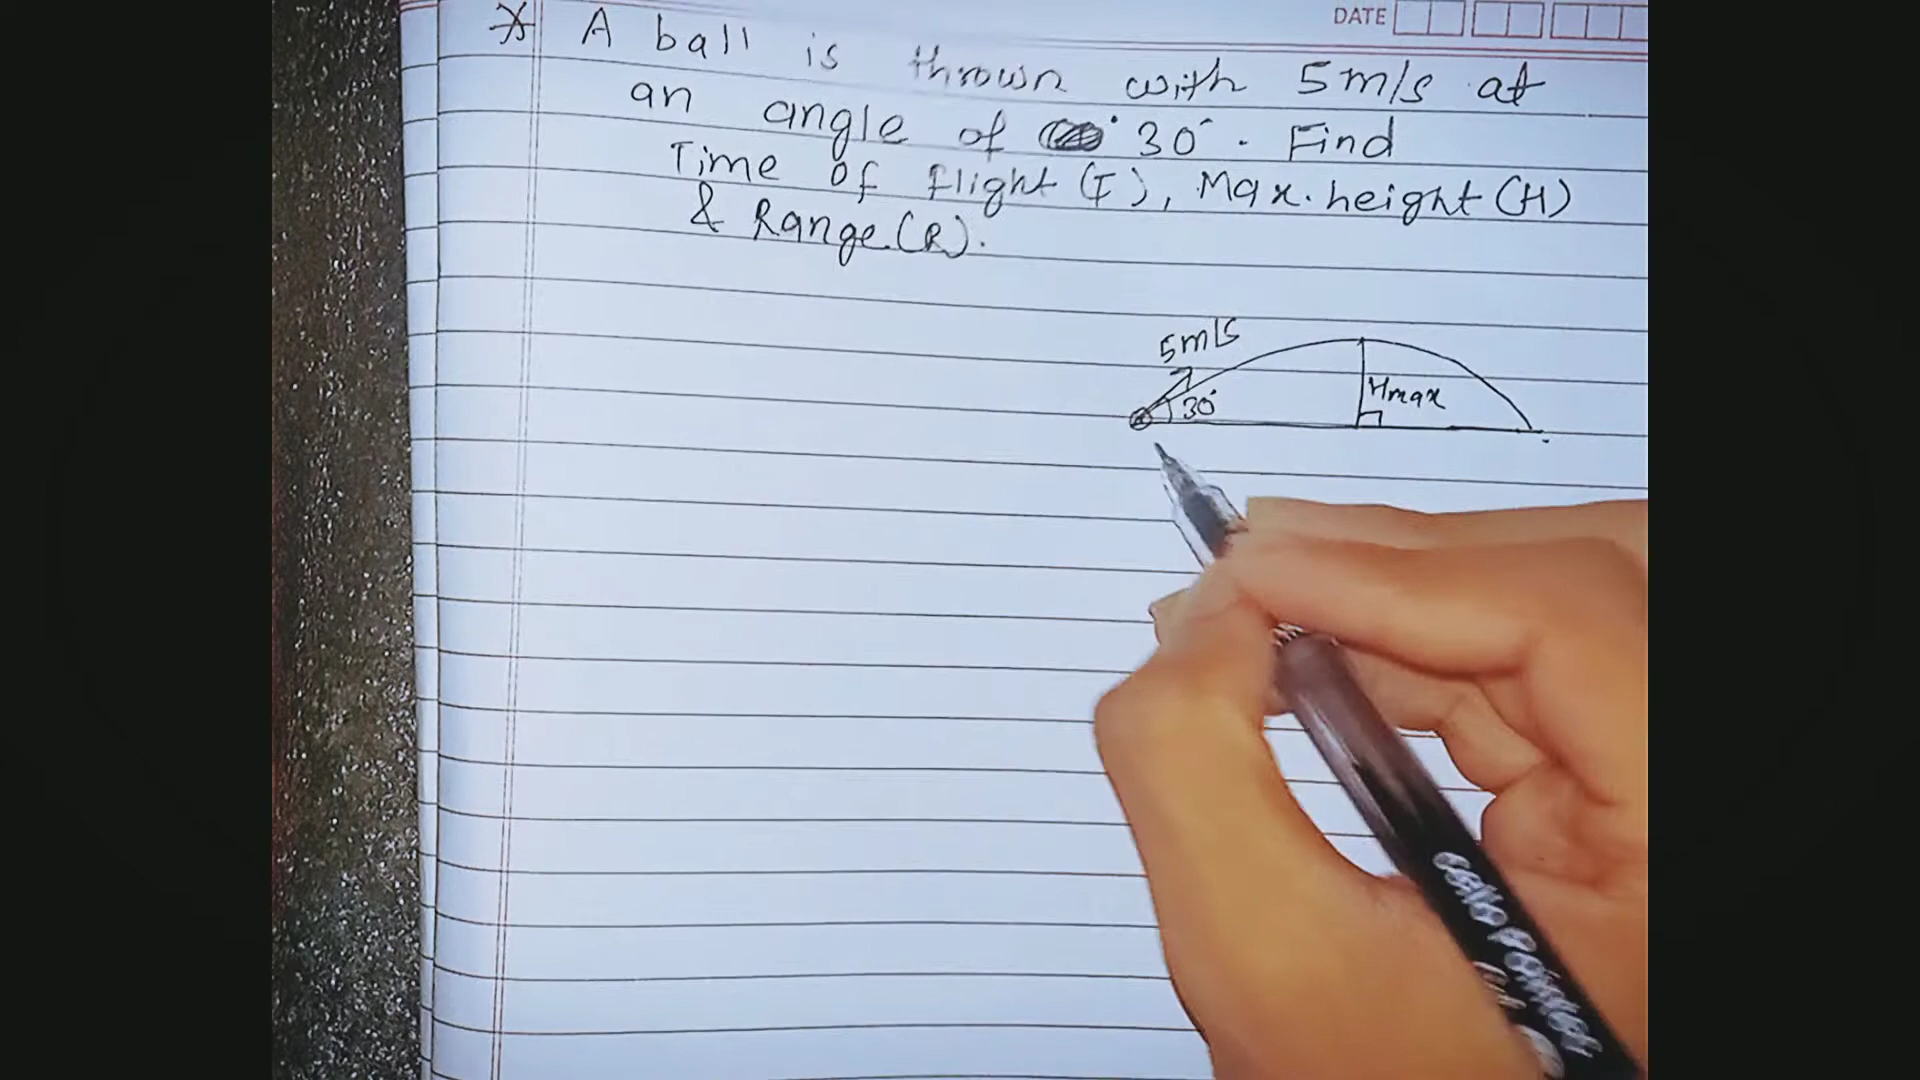 DATE
A ball is thrown with 5m/s at
an angle of 30° . Find
Time of flight (T), Max. height (H)
& Range (R).
5m/s
30°
Hmax